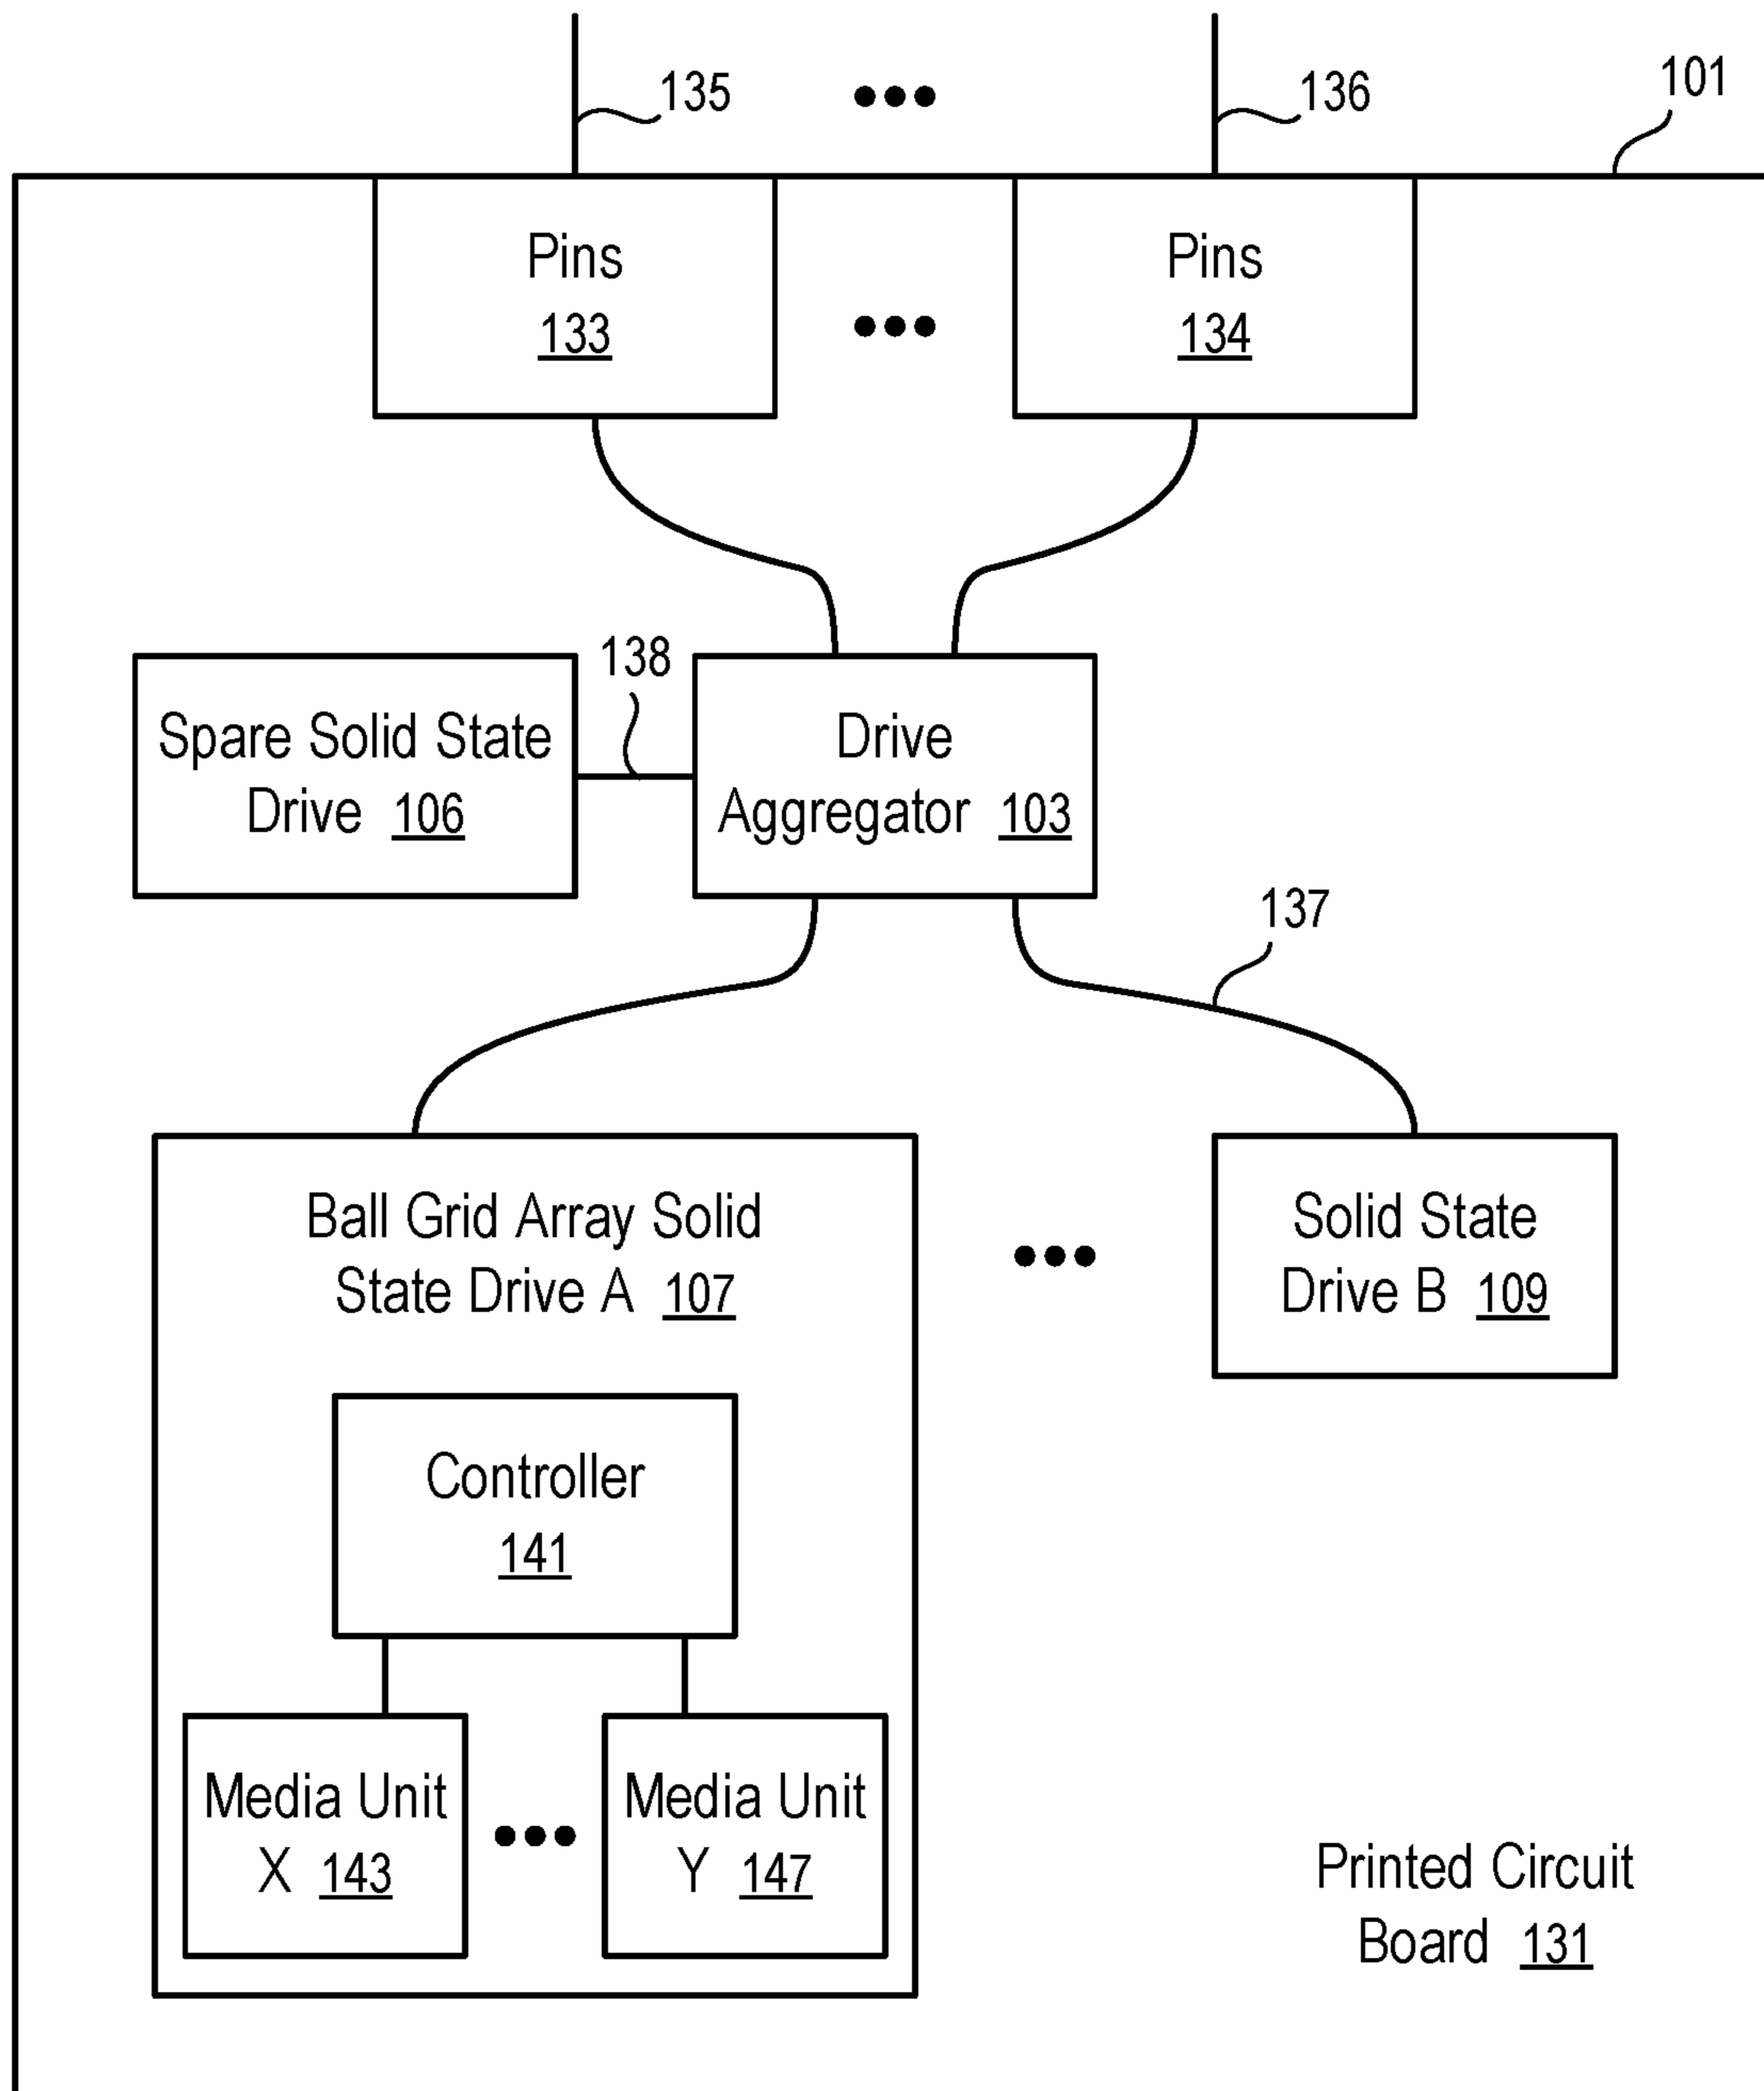 135
136
101
Pins
133
Pins
134
138
Spare Solid State
Drive 106
Drive
Aggregator 103
137
Ball Grid Array Solid
State Drive A 107
Solid State
Drive B 109
Controller
141
Media Unit
X 143
Media Unit
Y 147
Printed Circuit
Board 131